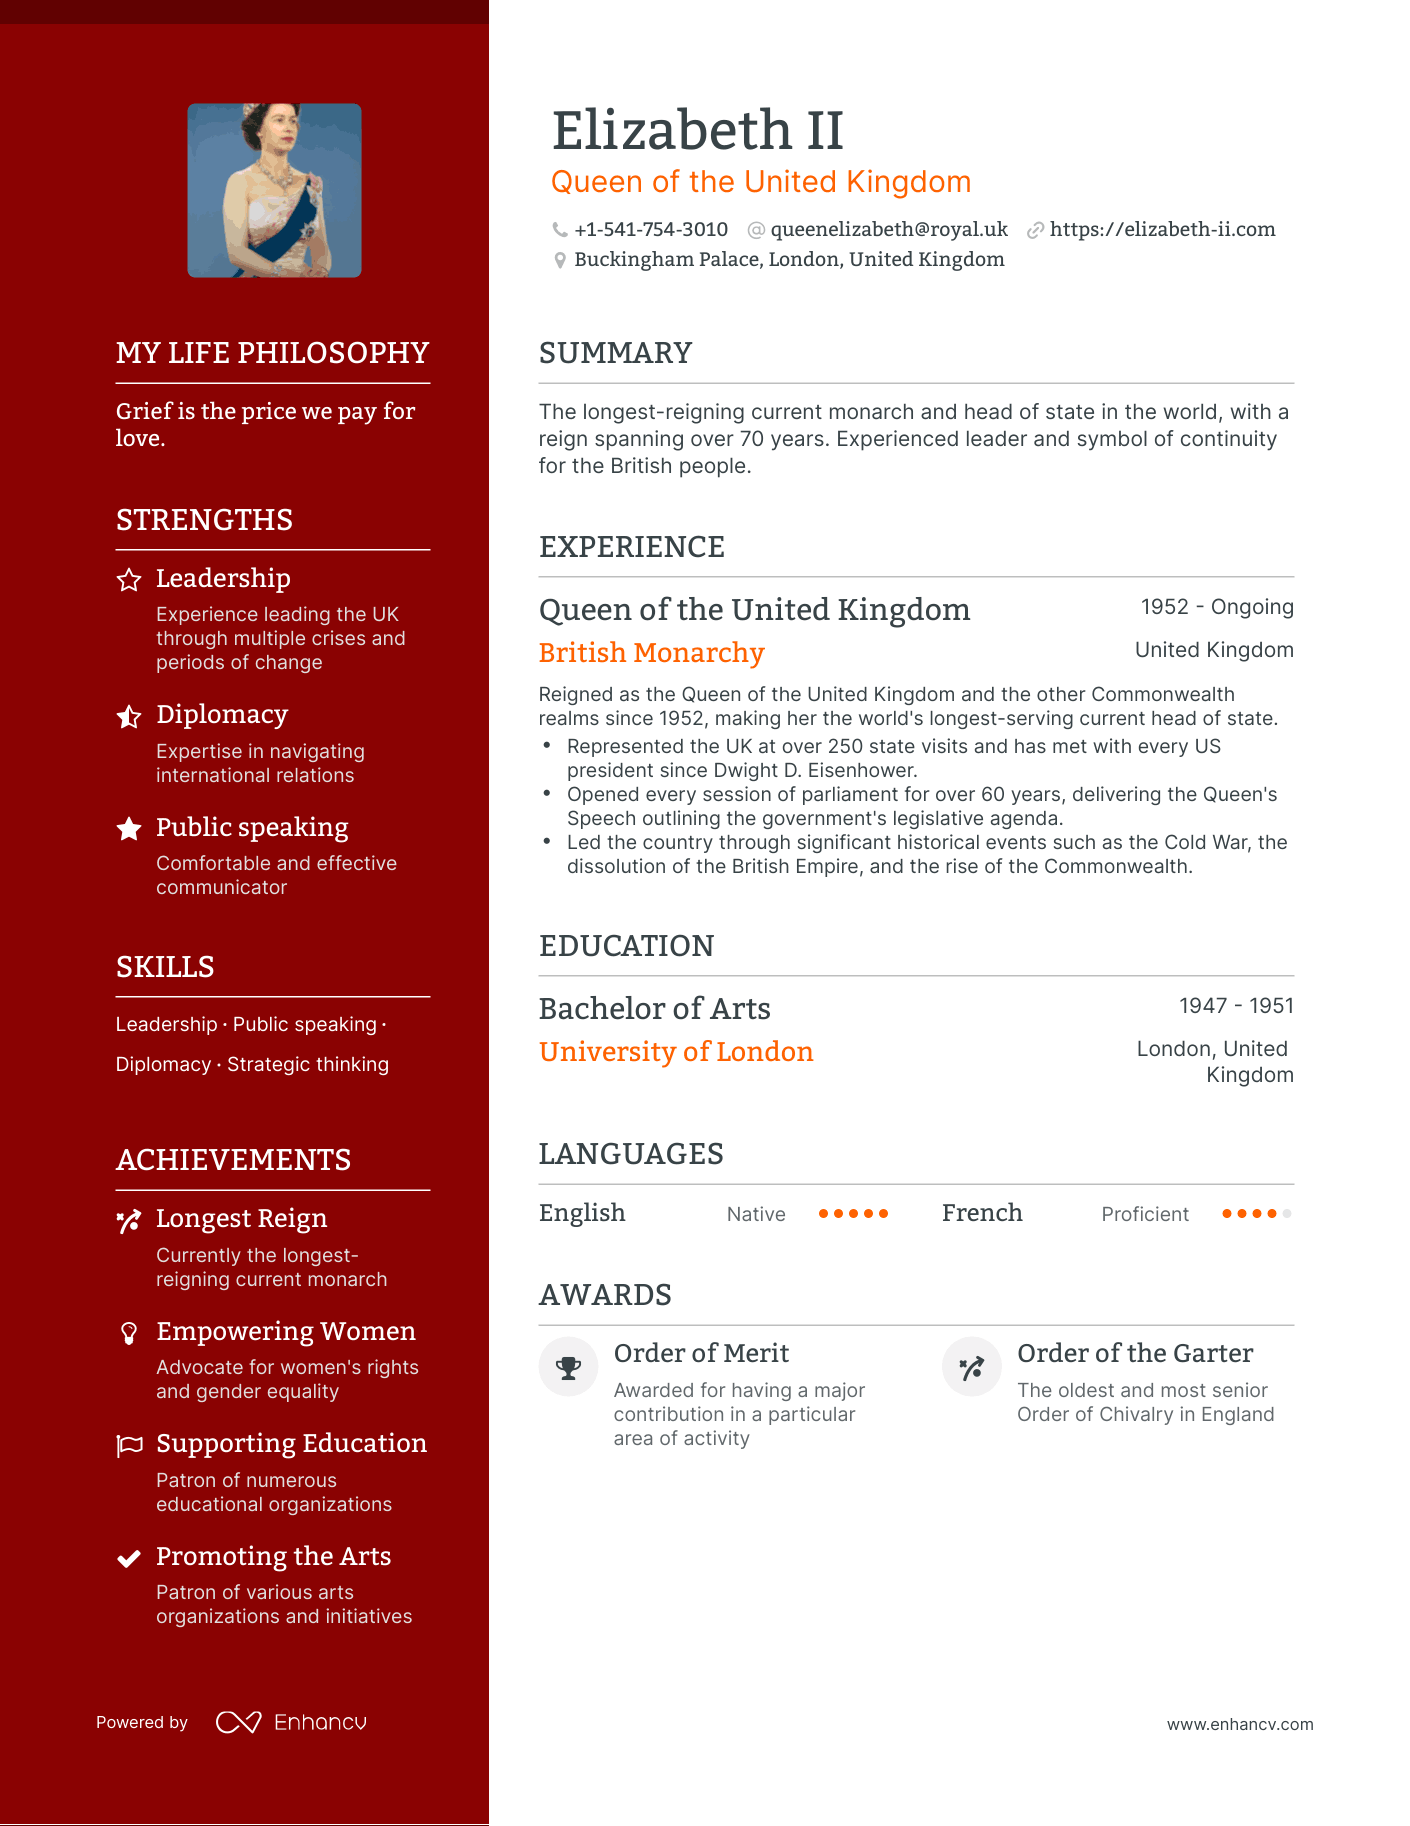 Elizabeth II
Queen of the United Kingdom
+1-541-754-3010 @ queenelizabeth@royal.uk https://elizabeth-ii.com
Buckingham Palace, London, United Kingdom
MY LIFE PHILOSOPHY
Grief is the price we pay for
love.
STRENGTHS
Leadership
Experience leading the UK
through multiple crises and
periods of change
Diplomacy
Expertise in navigating
international relations
Public speaking
Comfortable and effective
communicator
SKILLS
Leadership · Public speaking ·
Diplomacy · Strategic thinking
ACHIEVEMENTS
Longest Reign
Currently the longest-
reigning current monarch
Empowering Women
Advocate for women's rights
and gender equality
Supporting Education
Patron of numerous
educational organizations
Promoting the Arts
Patron of various arts
organizations and initiatives
SUMMARY
The longest-reigning current monarch and head of state in the world, with a
reign spanning over 70 years. Experienced leader and symbol of continuity
for the British people.
EXPERIENCE
Queen of the United Kingdom 1952 - Ongoing
British Monarchy United Kingdom
Reigned as the Queen of the United Kingdom and the other Commonwealth
realms since 1952, making her the world's longest-serving current head of state.
• Represented the UK at over 250 state visits and has met with every US
president since Dwight D. Eisenhower.
• Opened every session of parliament for over 60 years, delivering the Queen's
Speech outlining the government's legislative agenda.
• Led the country through significant historical events such as the Cold War, the
dissolution of the British Empire, and the rise of the Commonwealth.
EDUCATION
Bachelor of Arts 1947 - 1951
University of London London, United
Kingdom
LANGUAGES
English Native French Proficient
AWARDS
Order of Merit
Awarded for having a major
contribution in a particular
area of activity
Order of the Garter
The oldest and most senior
Order of Chivalry in England
Powered by Enhancv
www.enhancv.com